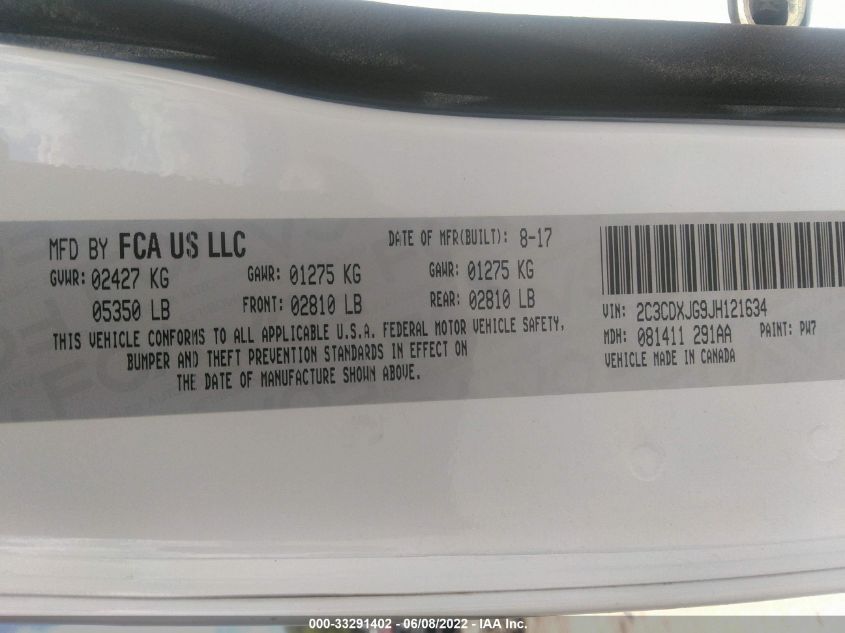 MFD BY FCA US LLC
DATE OF MFR(BUILT): 8-17
GVWR: 02427 KG
GAWR: 01275 KG
GAWR: 01275 KG
05350 LB
FRONT: 02810 LB
REAR: 02810 LB
THIS VEHICLE CONFORMS TO ALL APPLICABLE U.S.A. FEDERAL MOTOR VEHICLE SAFETY,
BUMPER AND THEFT PREVENTION STANDARDS IN EFFECT ON
THE DATE OF MANUFACTURE SHOWN ABOVE.
VIN: 2C3CDXJG9JH121634
MDH: 081411 291AA
PAINT: PW7
VEHICLE MADE IN CANADA
000-33291402 - 06/08/2022 - IAA Inc.